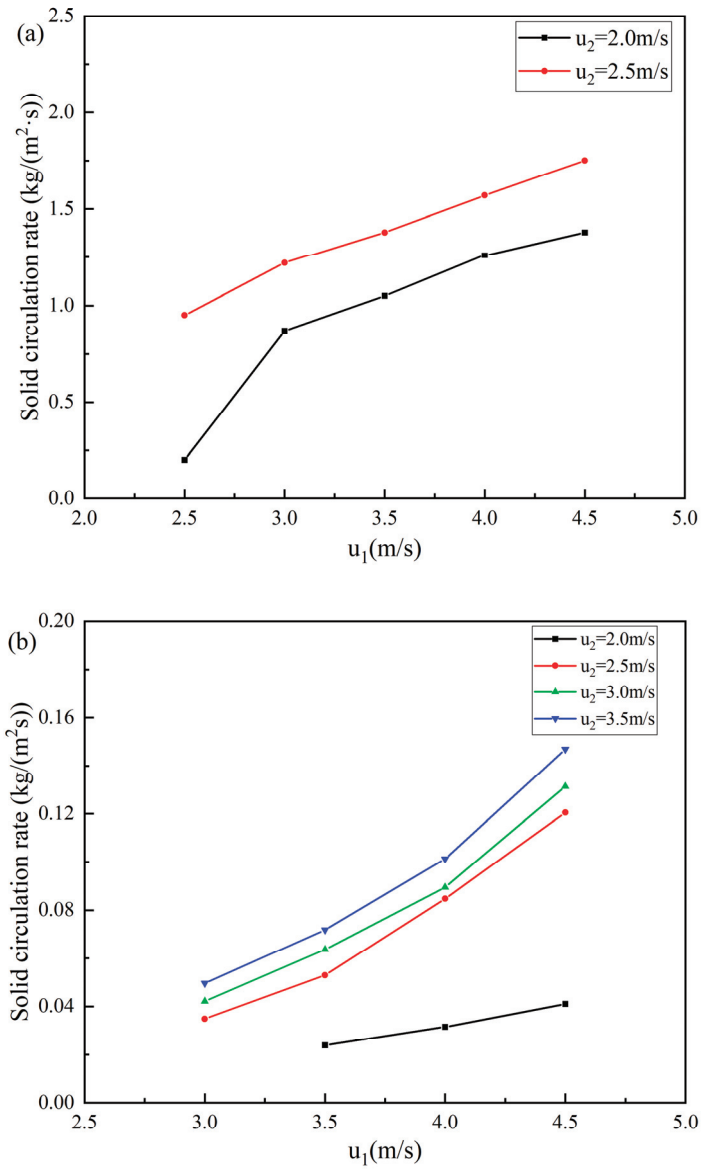 (a)
u₂=2.0m/s
u₂=2.5m/s
Solid circulation rate (kg/(m²·s))
2.5
2.0
1.5
1.0
0.5
0.0
2.0 2.5 3.0 3.5 4.0 4.5 5.0
u₁(m/s)
(b)
u₂=2.0m/s
u₂=2.5m/s
u₂=3.0m/s
u₂=3.5m/s
Solid circulation rate (kg/(m²s))
0.20
0.16
0.12
0.08
0.04
0.00
2.5 3.0 3.5 4.0 4.5 5.0
u₁(m/s)